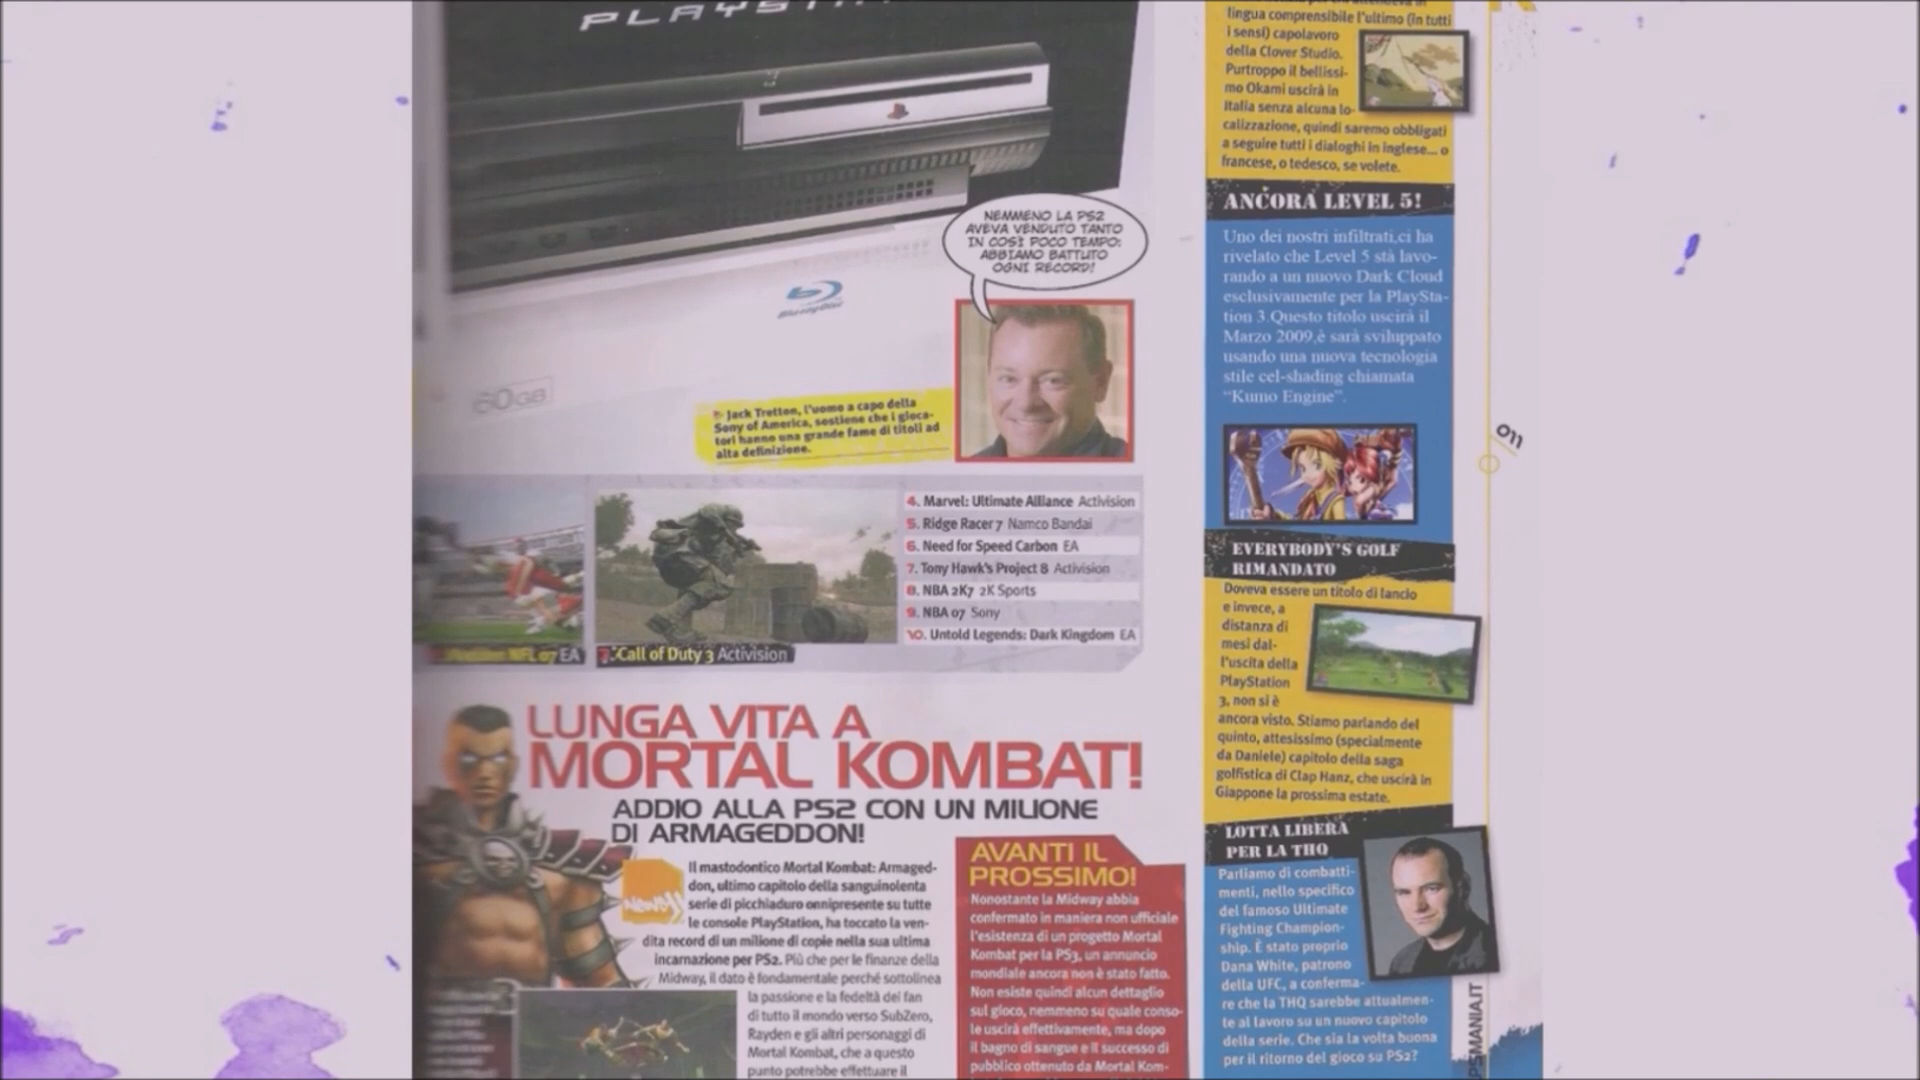 PLAYST
NEMMENO LA PS2
AVEVA VENDUTO TANTO
IN COSÌ POCO TEMPO:
ABBIAMO BATTUTO
OGNI RECORD!
60GB
Jack Tretton, l'uomo a capo della
Sony of America, sostiene che i gioca-
tori hanno una grande fame di titoli ad
alta definizione.
NFL 07 EA
Call of Duty 3 Activision
4. Marvel: Ultimate Alliance Activision
5. Ridge Racer 7 Namco Bandai
6. Need for Speed Carbon EA
7. Tony Hawk's Project 8 Activision
8. NBA 2K7 2K Sports
9. NBA 07 Sony
10. Untold Legends: Dark Kingdom EA
LUNGA VITA A
MORTAL KOMBAT!
ADDIO ALLA PS2 CON UN MILIONE
DI ARMAGEDDON!
News!
Il mastodontico Mortal Kombat: Armaged-
don, ultimo capitolo della sanguinolenta
serie di picchiaduro onnipresente su tutte
le console PlayStation, ha toccato la ven-
dita record di un milione di copie nella sua ultima
incarnazione per PS2. Più che per le finanze della
Midway, il dato è fondamentale perché sottolinea
la passione e la fedeltà dei fan
di tutto il mondo verso SubZero,
Rayden e gli altri personaggi di
Mortal Kombat, che a questo
punto potrebbe effettuare il
AVANTI IL
PROSSIMO!
Nonostante la Midway abbia
confermato in maniera non ufficiale
l'esistenza di un progetto Mortal
Kombat per la PS3, un annuncio
mondiale ancora non è stato fatto.
Non esiste quindi alcun dettaglio
sul gioco, nemmeno su quale conso-
le uscirà effettivamente, ma dopo
il bagno di sangue e il successo di
pubblico ottenuto da Mortal Kom-
lingua comprensibile l'ultimo (in tutti
i sensi) capolavoro
della Clover Studio.
Purtroppo il bellissi-
mo Okami uscirà in
Italia senza alcuna lo-
calizzazione, quindi saremo obbligati
a seguire tutti i dialoghi in inglese... o
francese, o tedesco, se volete.
ANCORA LEVEL 5!
Uno dei nostri infiltrati,ci ha
rivelato che Level 5 stà lavo-
rando a un nuovo Dark Cloud
esclusivamente per la PlaySta-
tion 3.Questo titolo uscirà il
Marzo 2009,è sarà sviluppato
usando una nuova tecnologia
stile cel-shading chiamata
"Kumo Engine".
EVERYBODY'S GOLF
RIMANDATO
Doveva essere un titolo di lancio
e invece, a
distanza di
mesi dal-
l'uscita della
PlayStation
3, non si è
ancora visto. Stiamo parlando del
quinto, attesissimo (specialmente
da Daniele) capitolo della saga
golfistica di Clap Hanz, che uscirà in
Giappone la prossima estate.
LOTTA LIBERA
PER LA THQ
Parliamo di combatti-
menti, nello specifico
del famoso Ultimate
Fighting Champion-
ship. È stato proprio
Dana White, patrono
della UFC, a conferma-
re che la THQ sarebbe attualmen-
te al lavoro su un nuovo capitolo
della serie. Che sia la volta buona
per il ritorno del gioco su PS2?
011
PSMANIA.IT